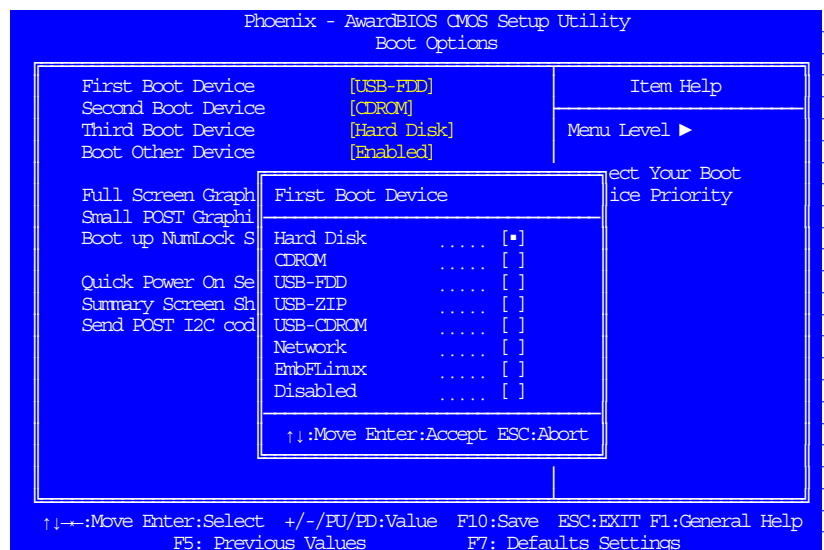 Phoenix - AwardBIOS CMOS Setup Utility
Boot Options
First Boot Device [USB-FDD]
Second Boot Device [CDROM]
Third Boot Device [Hard Disk]
Boot Other Device [Enabled]
Full Screen Graph
Small POST Graphi
Boot up NumLock S
Quick Power On Se
Summary Screen Sh
Send POST I2C cod
Item Help
Menu Level ►
ect Your Boot
ice Priority
First Boot Device
Hard Disk ..... [▪]
CDROM ..... [ ]
USB-FDD ..... [ ]
USB-ZIP ..... [ ]
USB-CDROM ..... [ ]
Network ..... [ ]
EmbFLinux ..... [ ]
Disabled ..... [ ]
↑↓:Move Enter:Accept ESC:Abort
↑↓→←:Move Enter:Select +/-/PU/PD:Value F10:Save ESC:EXIT F1:General Help
F5: Previous Values F7: Defaults Settings